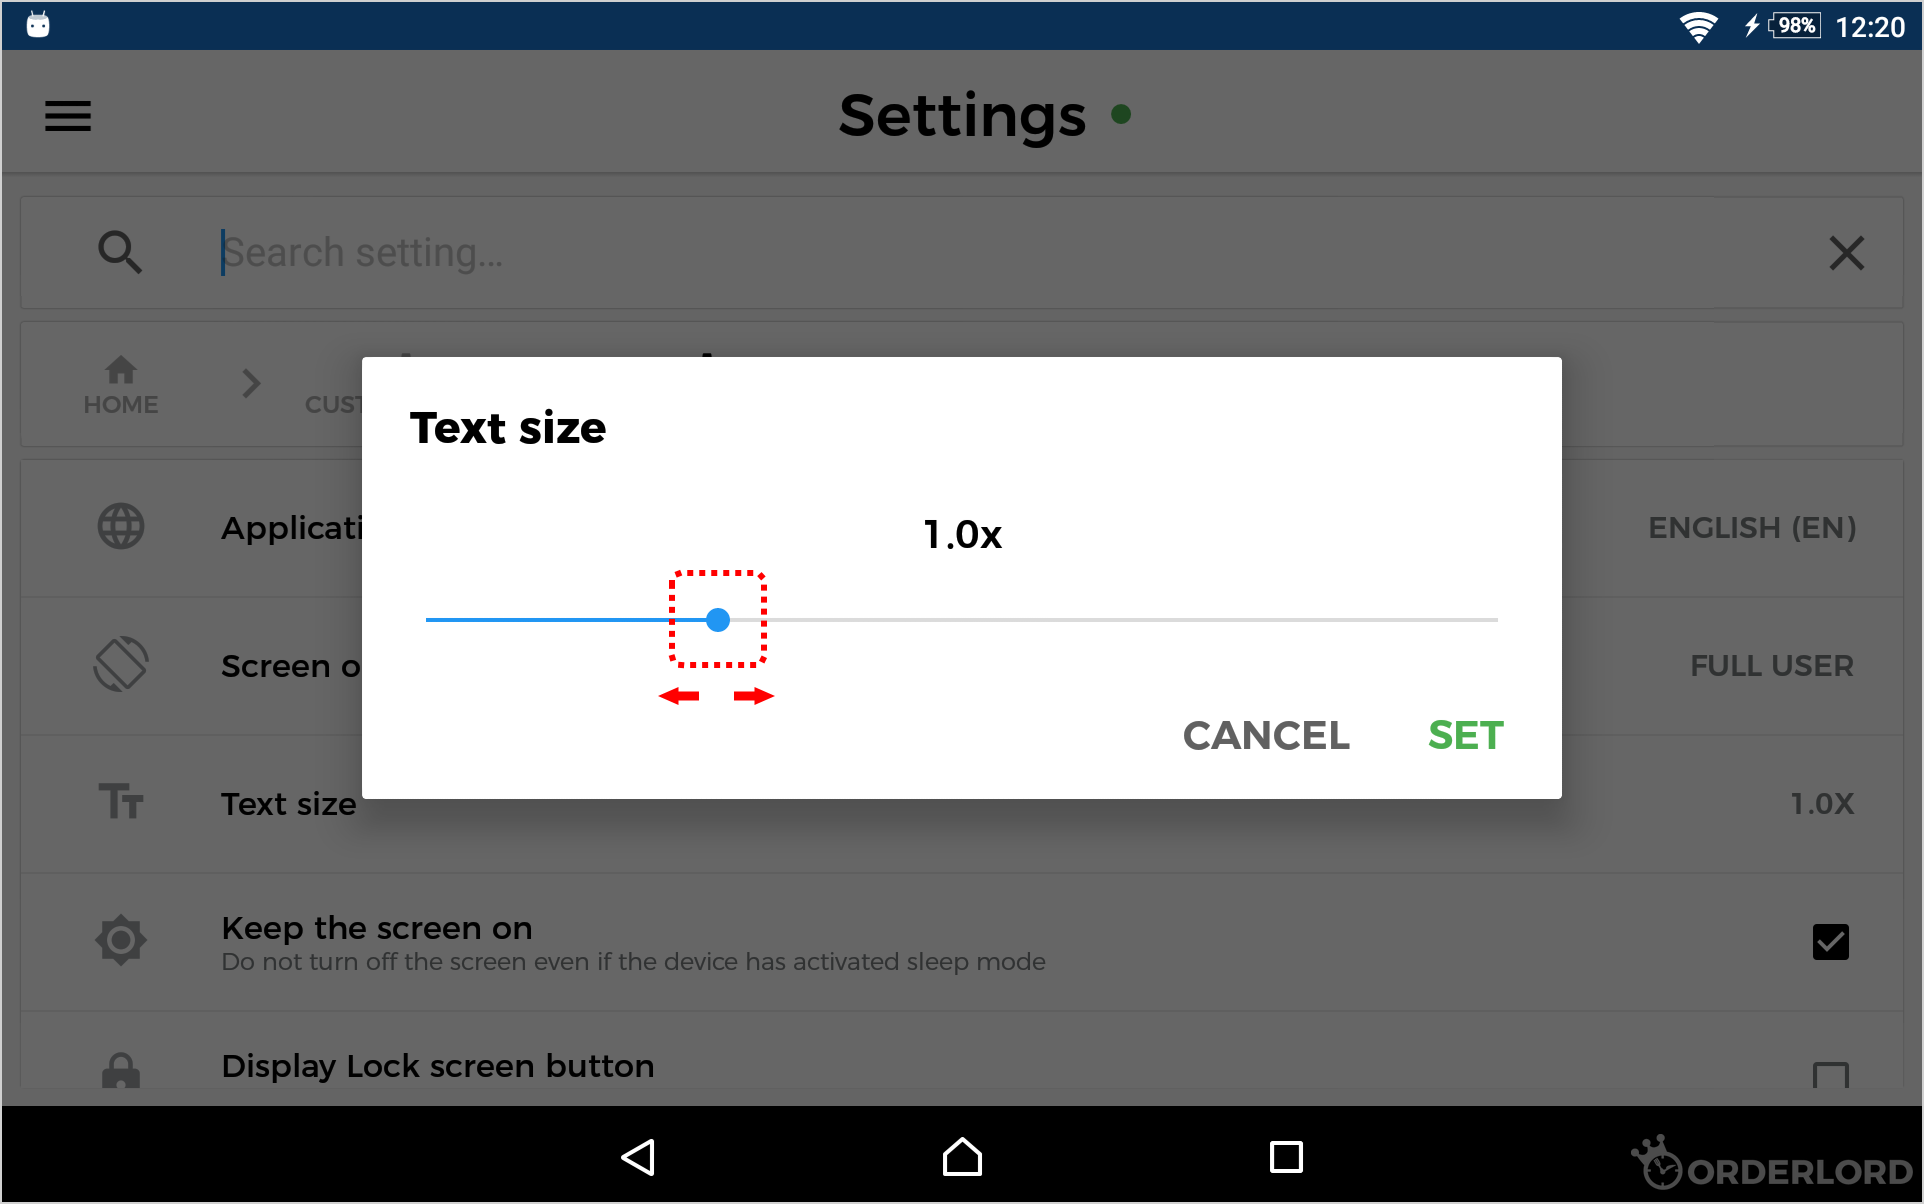 98% 12:20
Settings
Search setting...
HOME
CUST
Text size
1.0x
Applicati
ENGLISH (EN)
Screen o
FULL USER
CANCEL SET
Text size
1.0X
Keep the screen on
Do not turn off the screen even if the device has activated sleep mode
Display Lock screen button
ORDERLORD